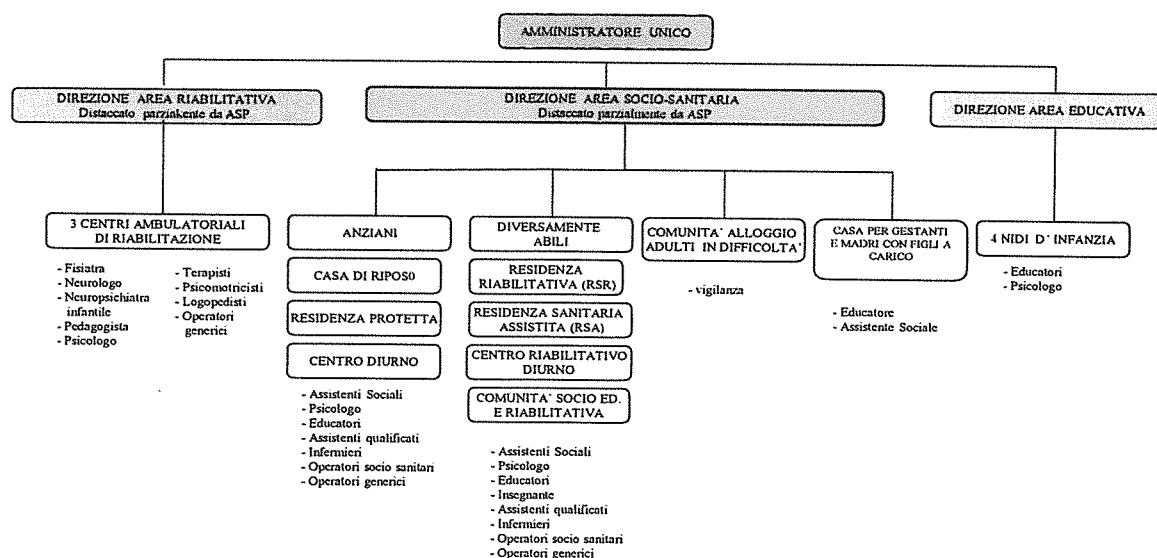 AMMINISTRATORE UNICO
DIREZIONE AREA RIABILITATIVA
Distaccato parzinkente da ASP
DIREZIONE AREA SOCIO-SANITARIA
Distaccato parzialmente da ASP
DIREZIONE AREA EDUCATIVA
3 CENTRI AMBULATORIALI
DI RIABILITAZIONE
- Fisiatra
- Neurologo
- Neuropsichiatra
infantile
- Pedagogista
- Psicologo
- Terapisti
- Psicomotricisti
- Logopedisti
- Operatori
generici
ANZIANI
CASA DI RIPOS0
RESIDENZA PROTETTA
CENTRO DIURNO
- Assistenti Sociali
- Psicologo
- Educatori
- Assistenti qualificati
- Infermieri
- Operatori socio sanitari
- Operatori generici
DIVERSAMENTE
ABILI
RESIDENZA
RIABILITATIVA (RSR)
RESIDENZA SANITARIA
ASSISTITA (RSA)
CENTRO RIABILITATIVO
DIURNO
COMUNITA' SOCIO ED.
E RIABILITATIVA
- Assistenti Sociali
- Psicologo
- Educatori
- Insegnante
- Assistenti qualificati
- Infermieri
- Operatori socio sanitari
- Operatori generici
COMUNITA' ALLOGGIO
ADULTI IN DIFFICOLTA'
- vigilanza
CASA PER GESTANTI
E MADRI CON FIGLI A
CARICO
- Educatore
- Assistente Sociale
4 NIDI D' INFANZIA
- Educatori
- Psicologo